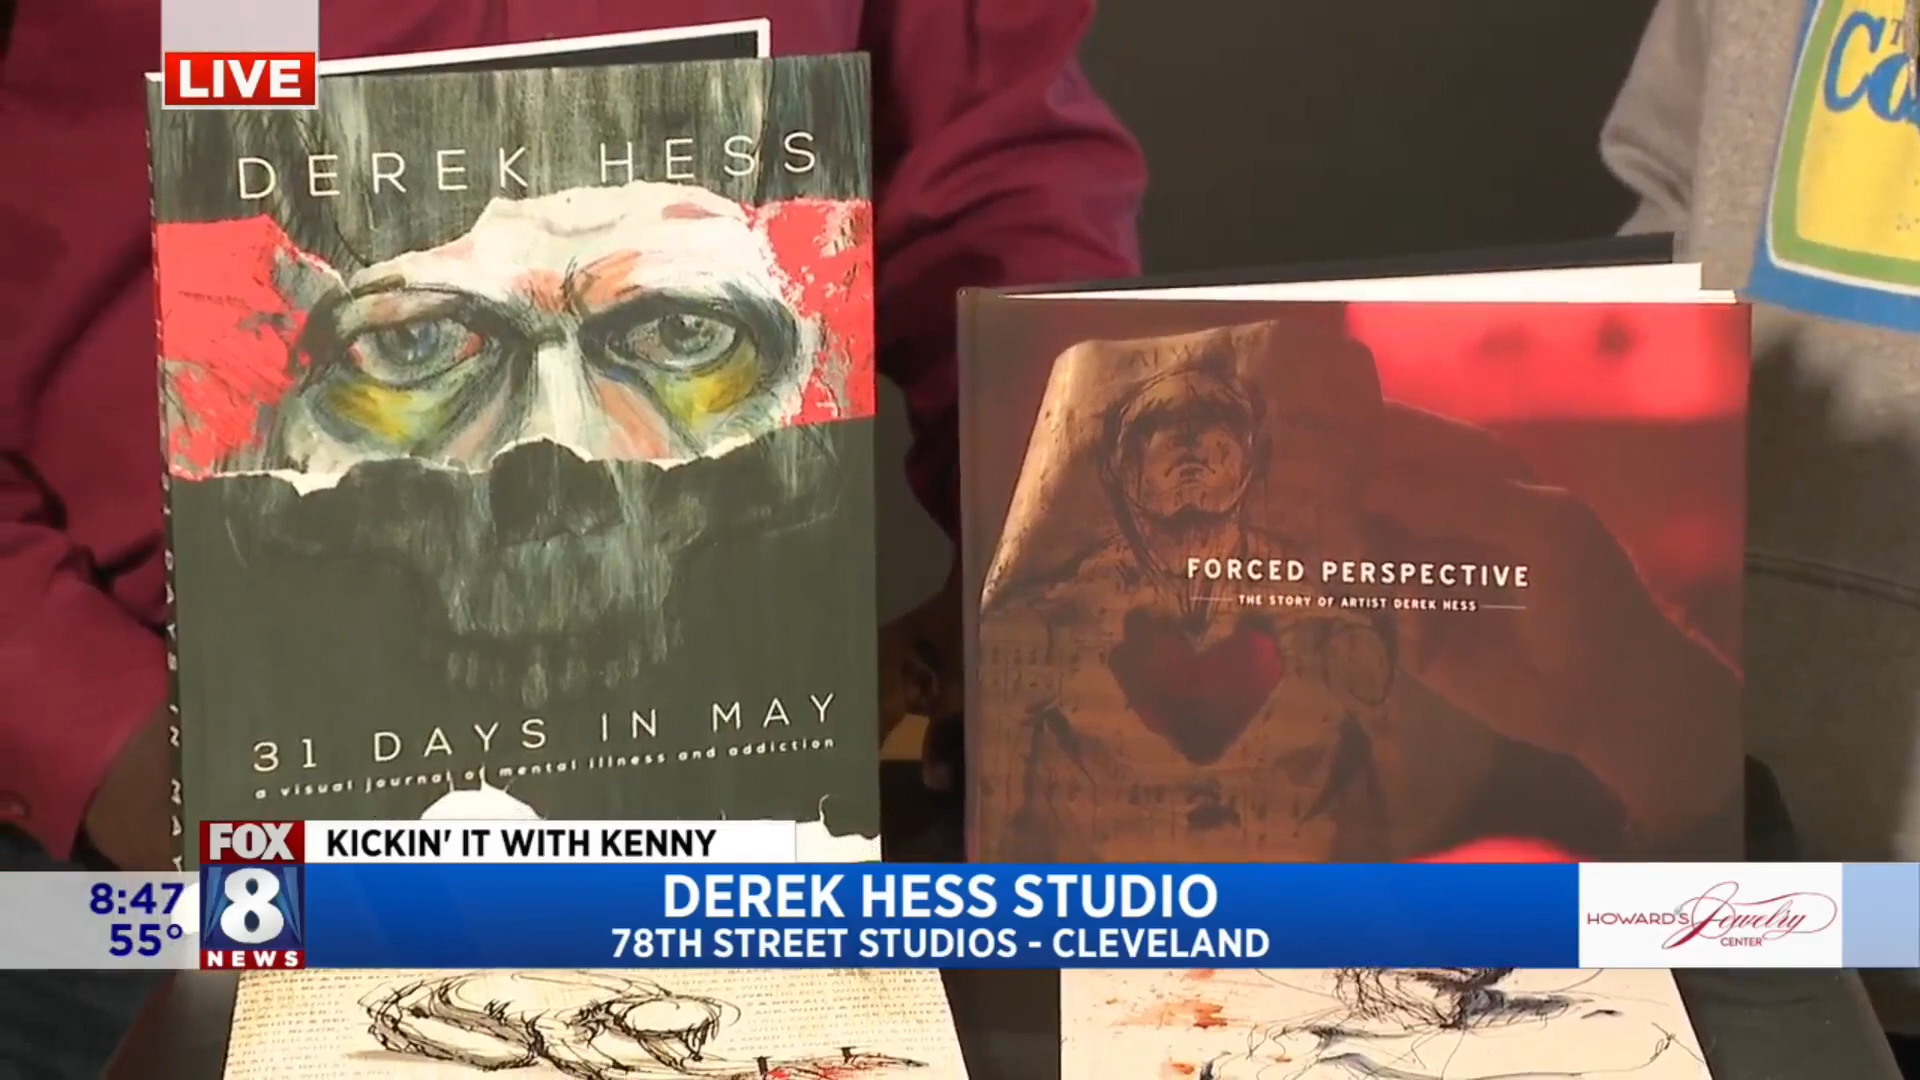 LIVE
DEREK HESS
31 DAYS IN MAY
a visual journal of mental illness and addiction
FORCED PERSPECTIVE
THE STORY OF ARTIST DEREK HESS
FOX
8
NEWS
KICKIN' IT WITH KENNY
8:47
55°
DEREK HESS STUDIO
78TH STREET STUDIOS - CLEVELAND
HOWARD'S Jewelry
CENTER